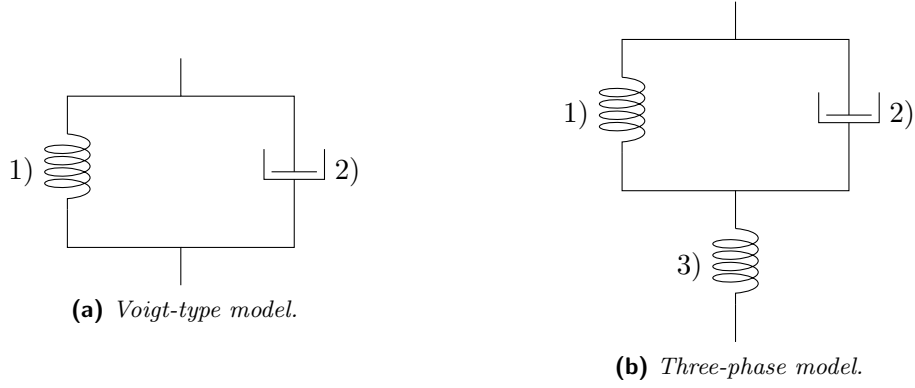 1)
2)
(a) Voigt-type model.
1)
2)
3)
(b) Three-phase model.